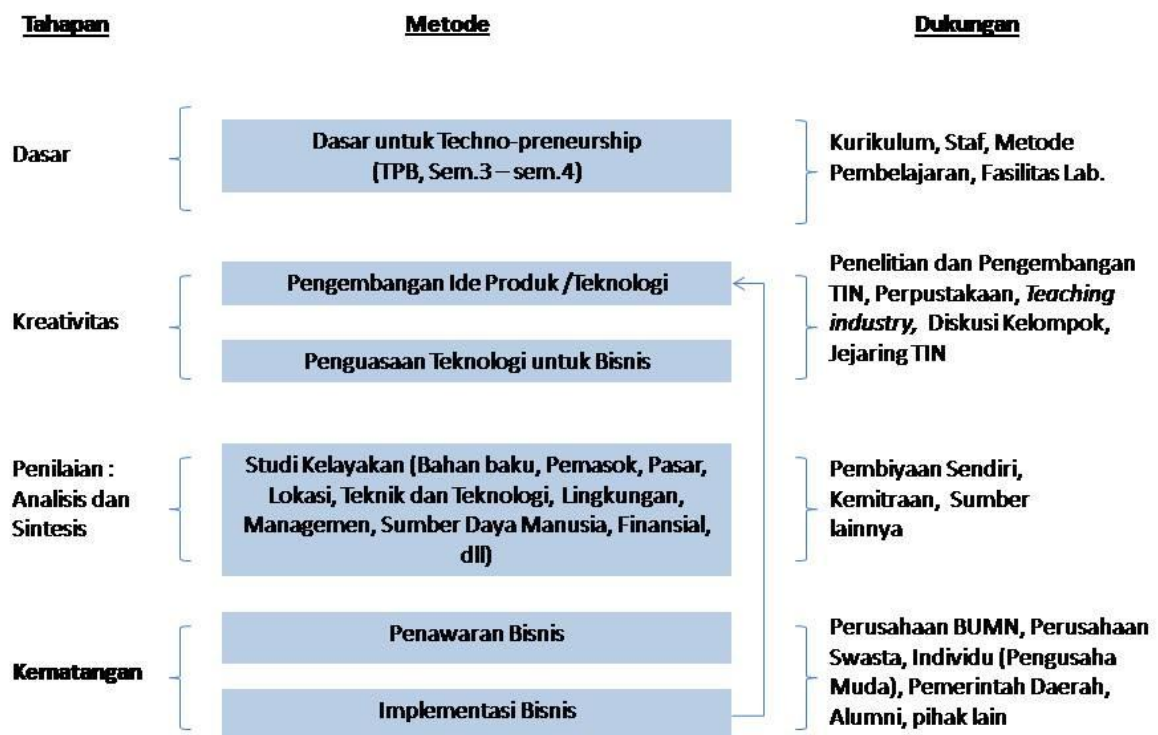 Tahapan
Metode
Dukungan
Dasar
Dasar untuk Techno-preneurship
(TPB, Sem.3 – sem.4)
Kurikulum, Staf, Metode
Pembelajaran, Fasilitas Lab.
Kreativitas
Pengembangan Ide Produk /Teknologi
Penguasaan Teknologi untuk Bisnis
Penelitian dan Pengembangan
TIN, Perpustakaan, Teaching
industry, Diskusi Kelompok,
Jejaring TIN
Penilaian :
Analisis dan
Sintesis
Studi Kelayakan (Bahan baku, Pemasok, Pasar,
Lokasi, Teknik dan Teknologi, Lingkungan,
Managemen, Sumber Daya Manusia, Finansial,
dll)
Pembiyaan Sendiri,
Kemitraan, Sumber
lainnya
Kematangan
Penawaran Bisnis
Implementasi Bisnis
Perusahaan BUMN, Perusahaan
Swasta, Individu (Pengusaha
Muda), Pemerintah Daerah,
Alumni, pihak lain